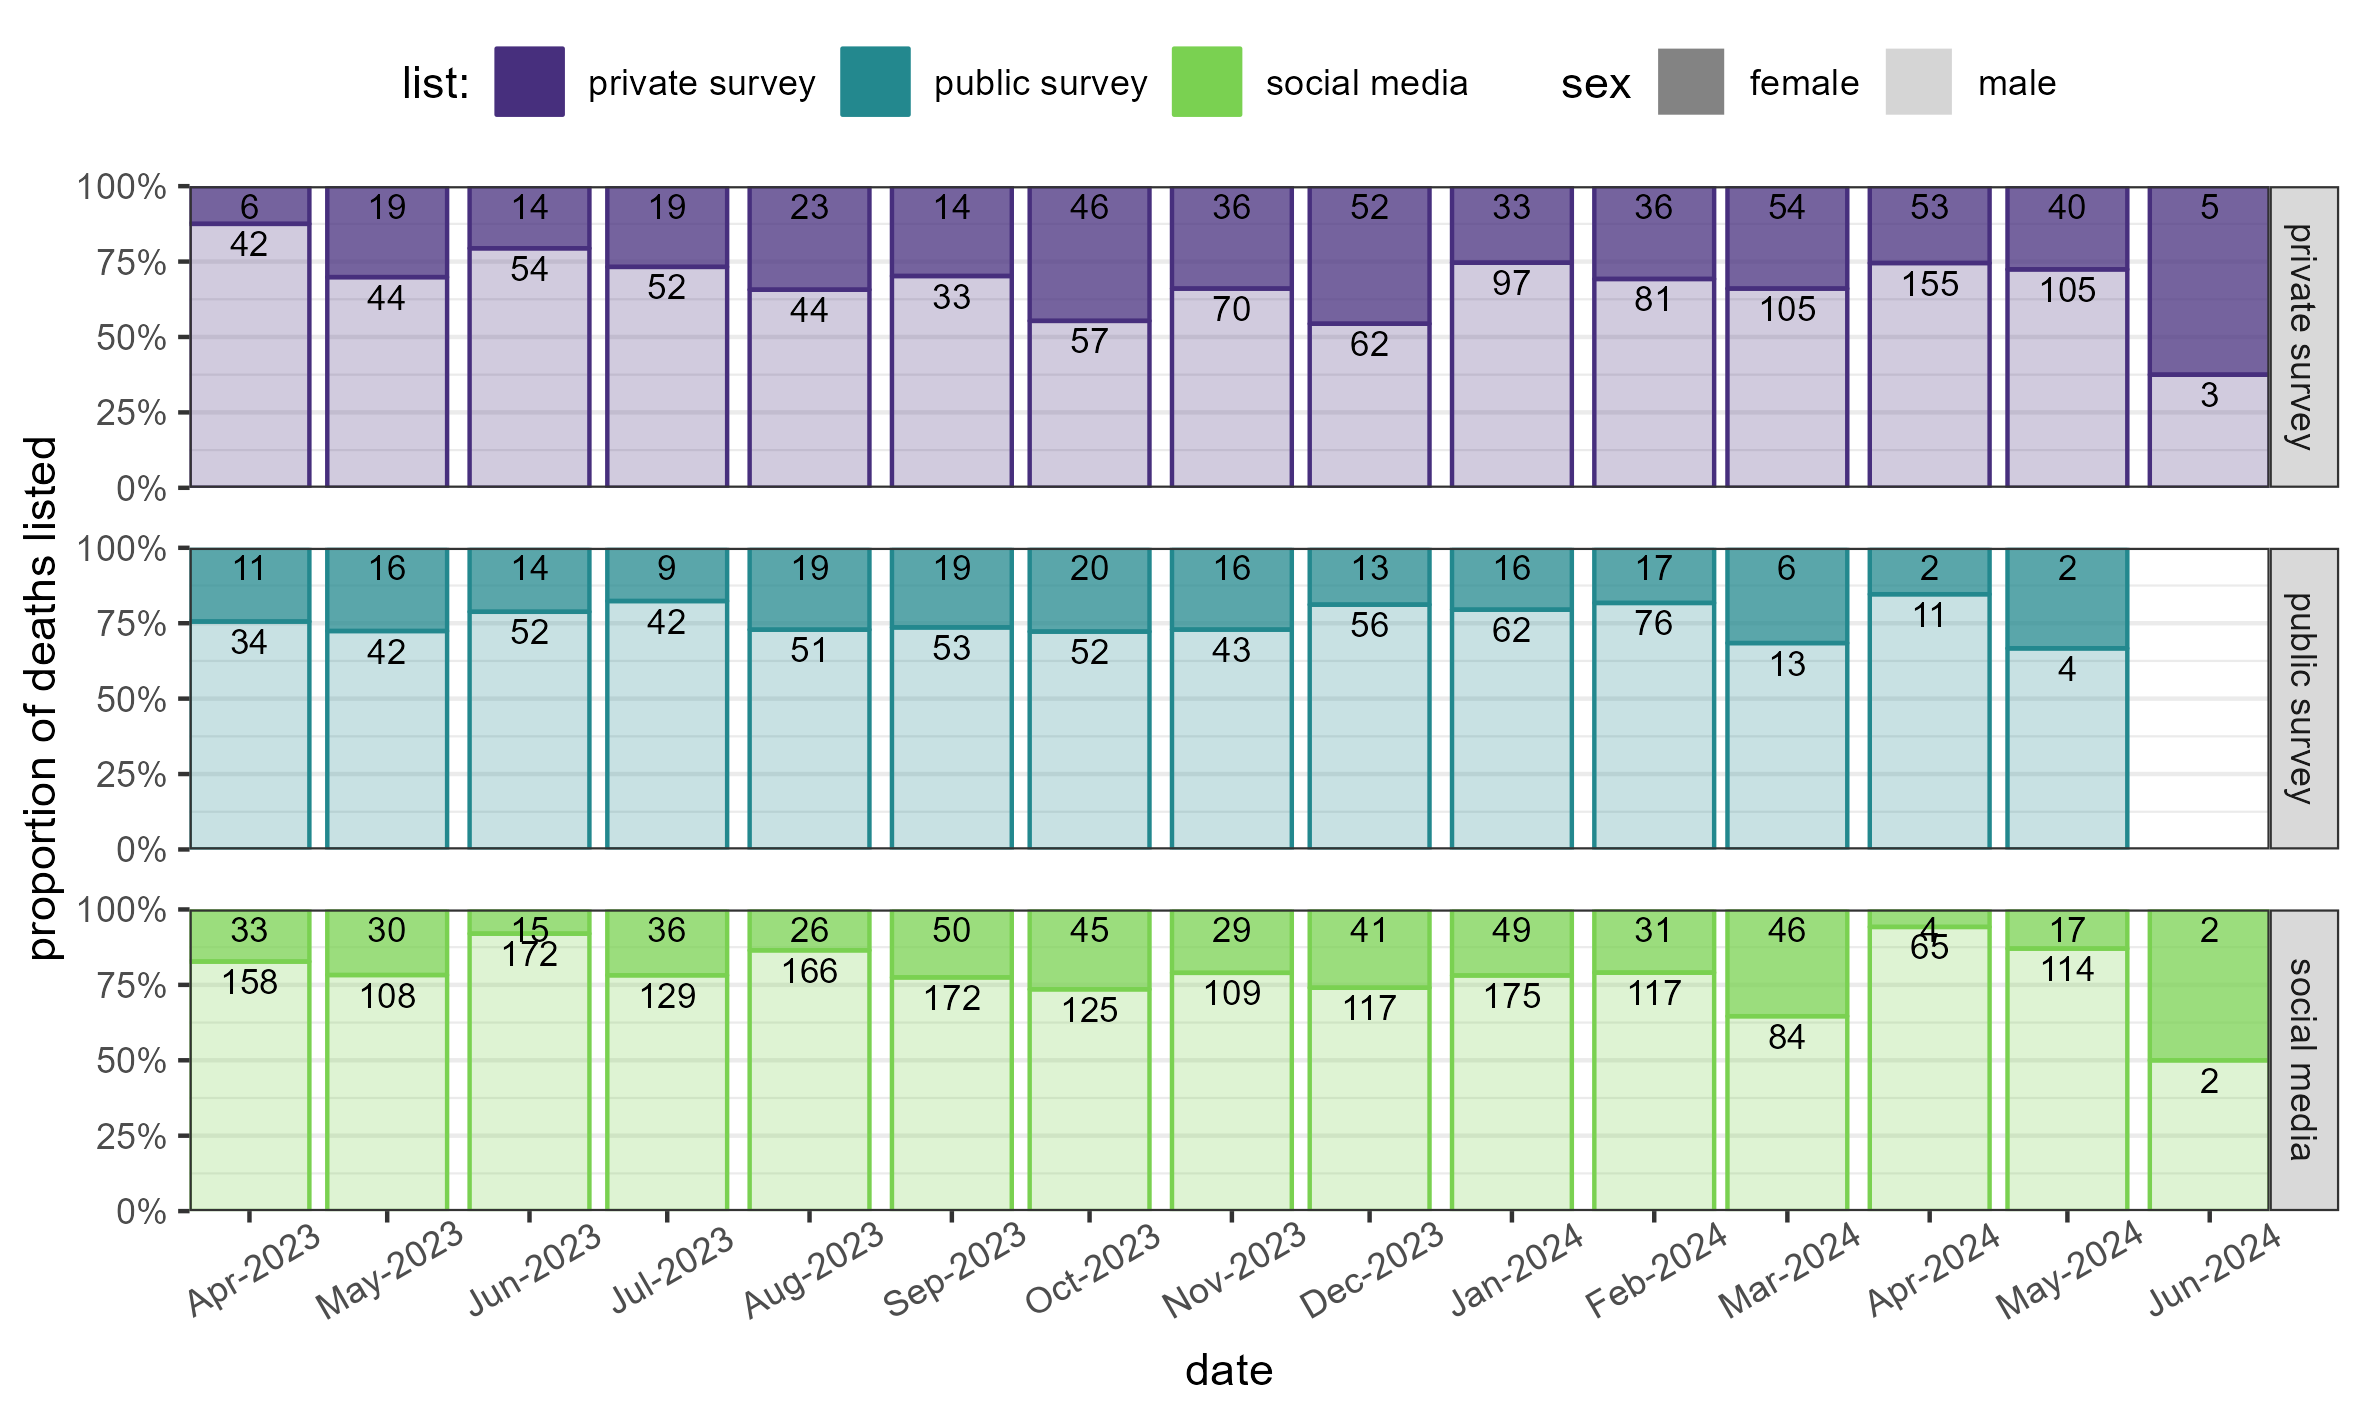 list: private survey public survey social media sex female male
100% 6 19 14 19 23 14 46 36 52 33 36 54 53 40 5
42 44 54 52 44 33 57 70 62 97 81 105 155 105 3
75%
50%
25%
0%
private survey
100% 11 16 14 9 19 19 20 16 13 16 17 6 2 2
34 42 52 42 51 53 52 43 56 62 76 13 11 4
75%
50%
25%
0%
public survey
100% 33 30 15 36 26 50 45 29 41 49 31 46 4 17 2
158 108 172 129 166 172 125 109 117 175 117 84 65 114 2
75%
50%
25%
0%
social media
proportion of deaths listed
Apr-2023 May-2023 Jun-2023 Jul-2023 Aug-2023 Sep-2023 Oct-2023 Nov-2023 Dec-2023 Jan-2024 Feb-2024 Mar-2024 Apr-2024 May-2024 Jun-2024
date